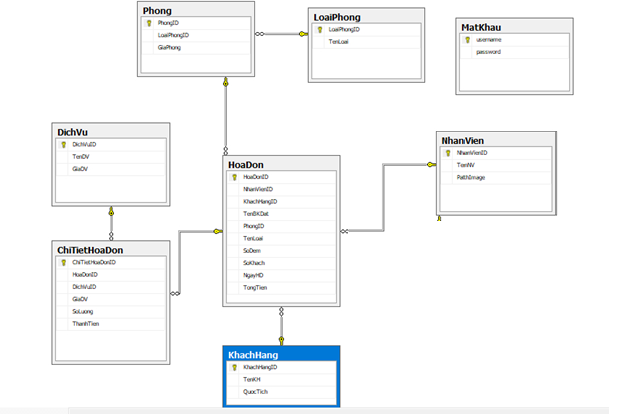 Phong
PhongID
LoaiPhongID
GiaPhong
LoaiPhong
LoaiPhongID
TenLoai
MatKhau
username
password
DichVu
DichVuID
TenDV
GiaDV
HoaDon
HoaDonID
NhanVienID
KhachHangID
TenBKDat
PhongID
TenLoai
SoDem
SoKhach
NgayHD
TongTien
NhanVien
NhanVienID
TenNV
PathImage
ChiTietHoaDon
ChiTietHoaDonID
HoaDonID
DichVuID
GiaDV
SoLuong
ThanhTien
KhachHang
KhachHangID
TenKH
QuocTich